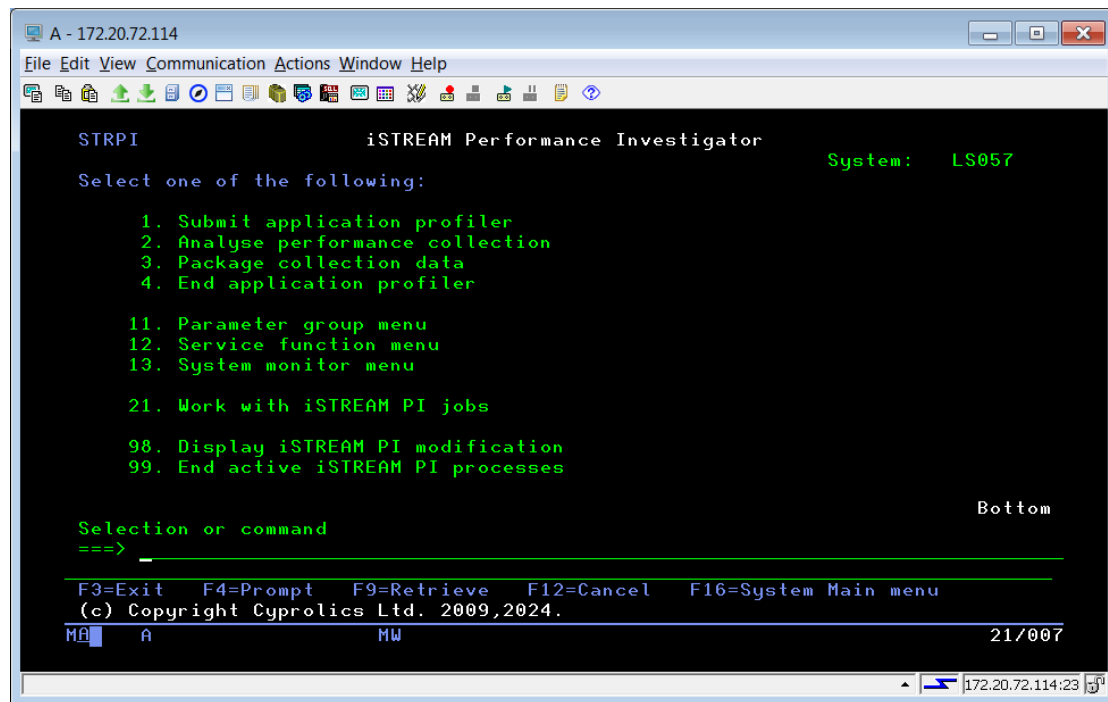 A - 172.20.72.114
File Edit View Communication Actions Window Help
STRPI iSTREAM Performance Investigator
System: LS057
Select one of the following:
1. Submit application profiler
2. Analyse performance collection
3. Package collection data
4. End application profiler
11. Parameter group menu
12. Service function menu
13. System monitor menu
21. Work with iSTREAM PI jobs
98. Display iSTREAM PI modification
99. End active iSTREAM PI processes
Bottom
Selection or command
===>
F3=Exit F4=Prompt F9=Retrieve F12=Cancel F16=System Main menu
(c) Copyright Cyprolics Ltd. 2009,2024.
MA A MW 21/007
172.20.72.114:23